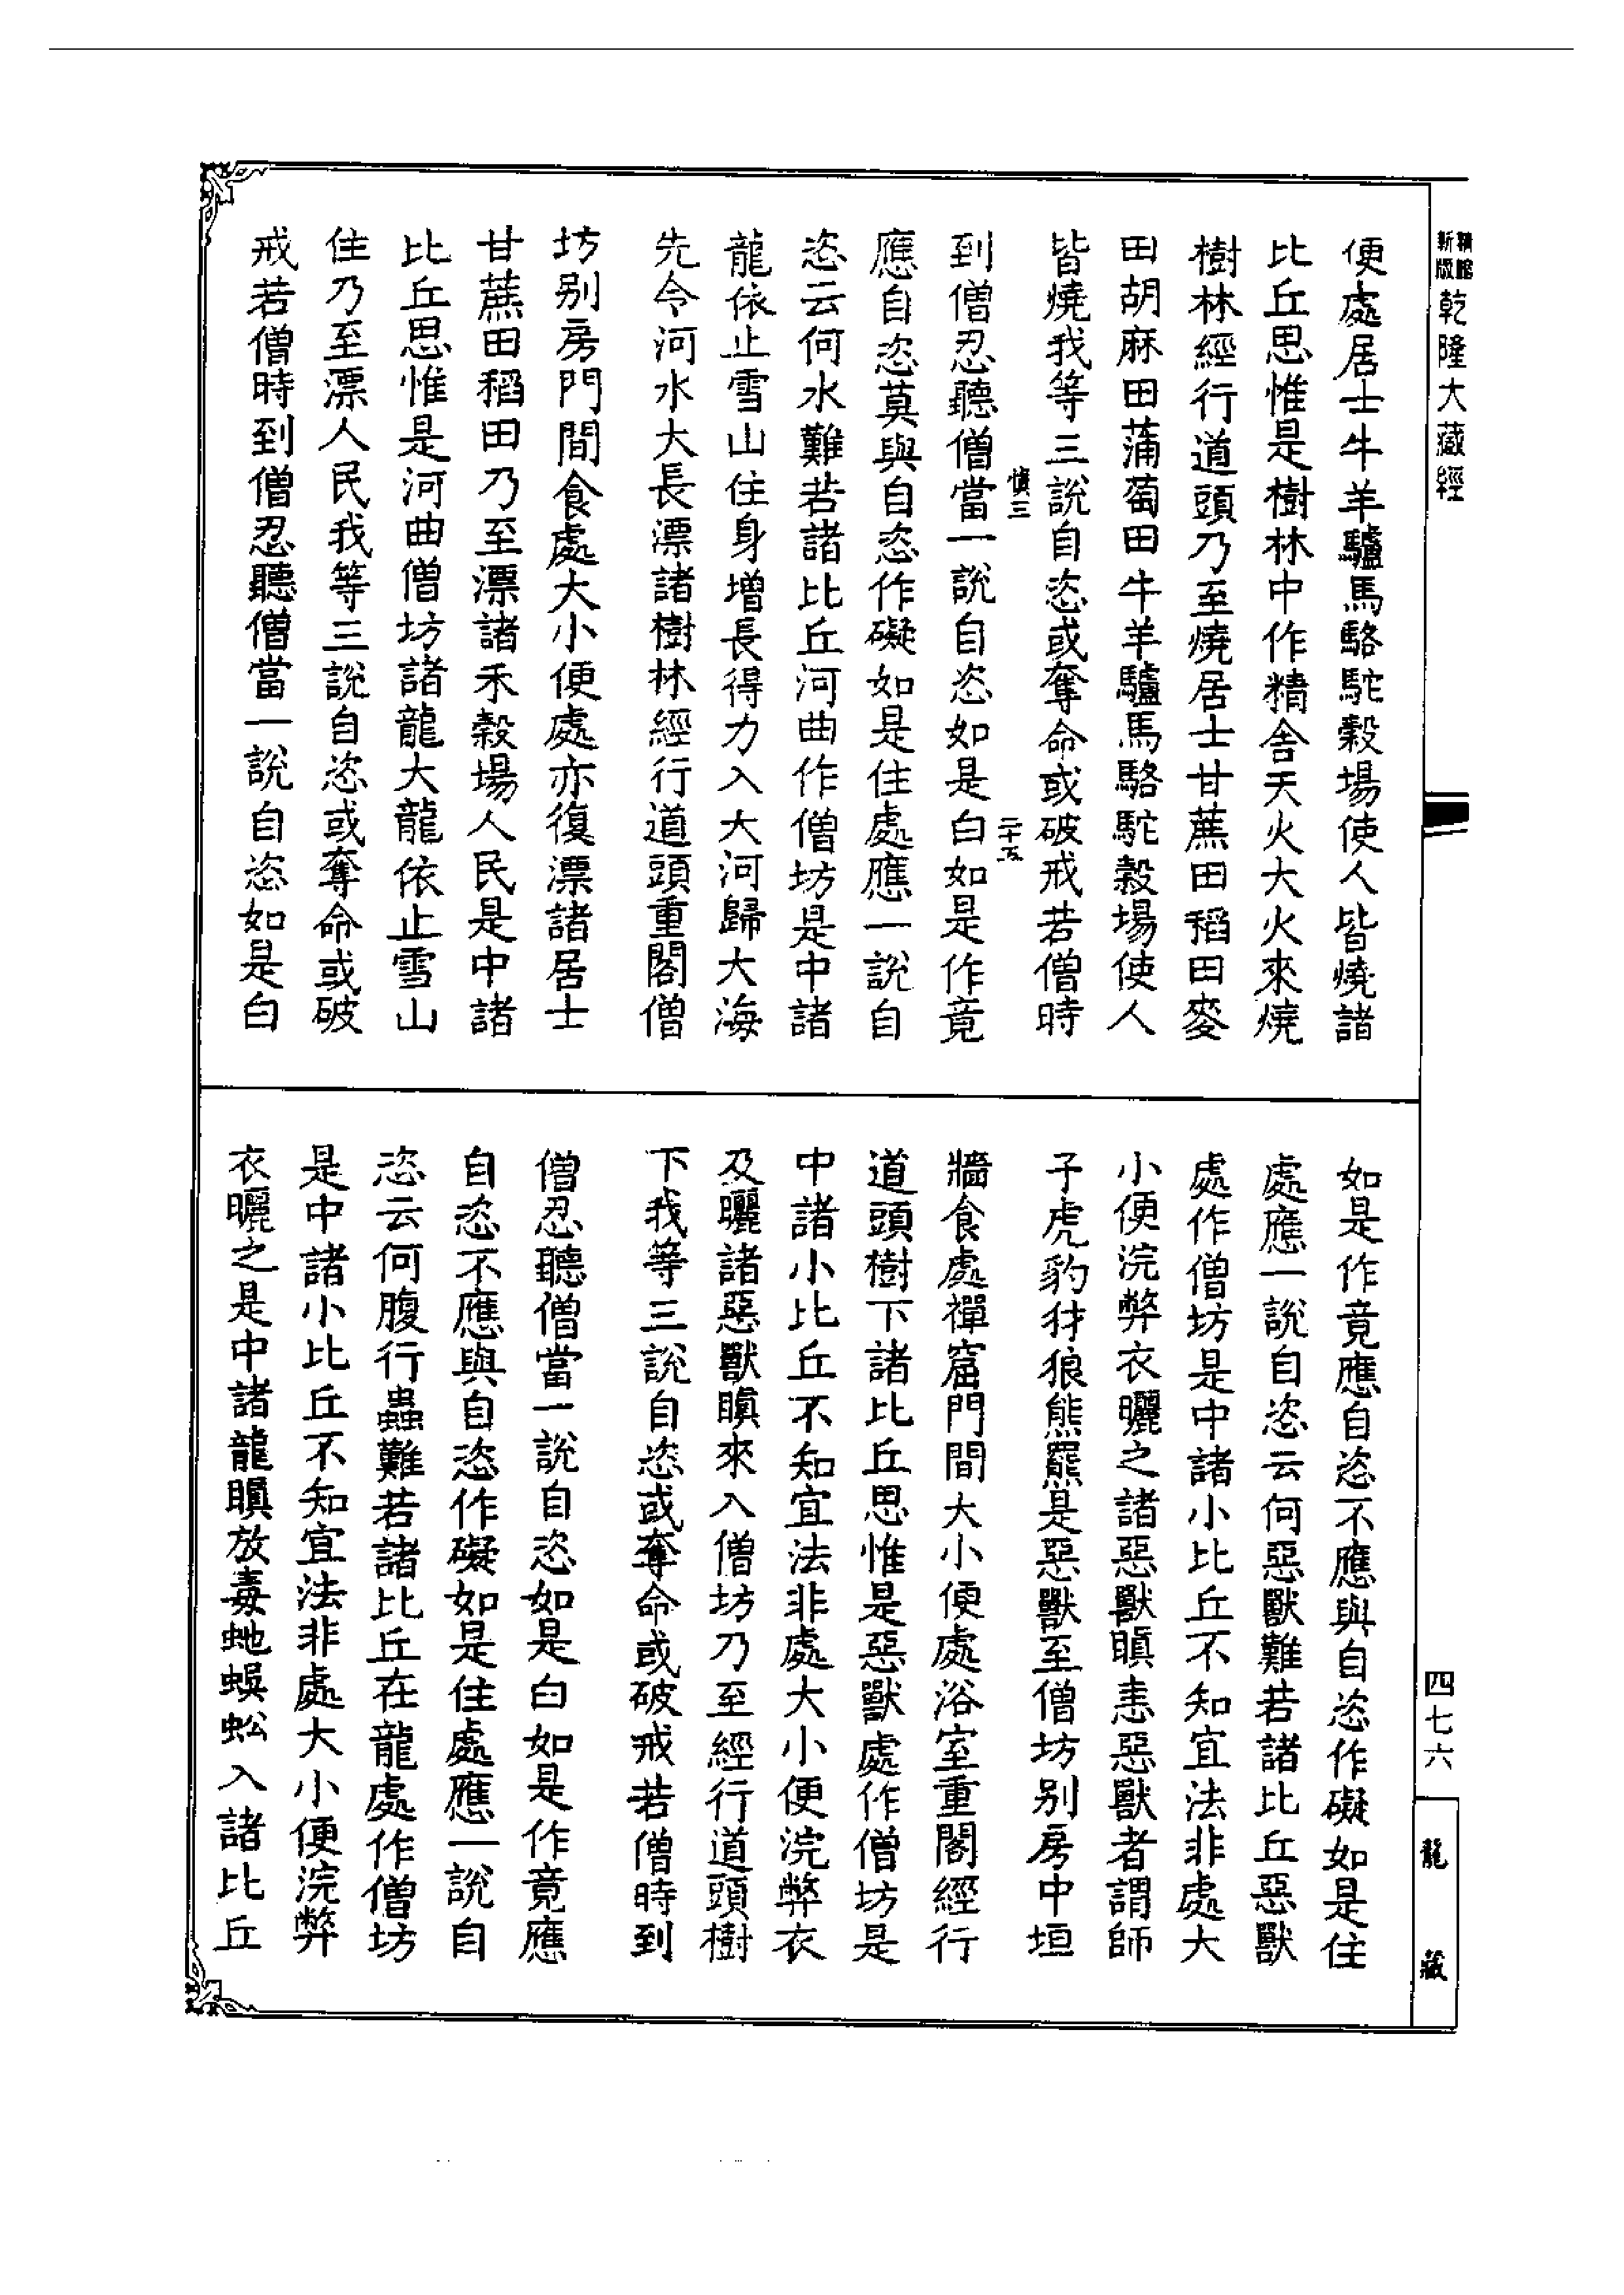 精縮新版乾隆大藏經
便處居士牛羊驢馬駱駝穀場使人皆燒諸
比丘思惟是樹林中作精舍天火大火來燒
樹林經行道頭乃至燒居士甘蔗田稻田麥
田胡麻田蒲萄田牛羊驢馬駱駝穀場使人
皆燒我等三說自恣或奪命或破戒若僧時
慎三 二十五
到僧忍聽僧當一說自恣如是白如是作竟
應自恣莫與自恣作礙如是住處應一說自
恣云何水難若諸比丘河曲作僧坊是中諸
龍依止雪山住身增長得力入大河歸大海
先令河水大長漂諸樹林經行道頭重閣僧
坊别房門間食處大小便處亦復漂諸居士
甘蔗田稻田乃至漂諸禾穀場人民是中諸
比丘思惟是河曲僧坊諸龍大龍依止雪山
住乃至漂人民我等三說自恣或奪命或破
戒若僧時到僧忍聽僧當一說自恣如是白
如是作竟應自恣不應與自恣作礙如是住
處應一說自恣云何惡獸難若諸比丘惡獸
處作僧坊是中諸小比丘不知宜法非處大
小便浣弊衣曬之諸惡獸瞋恚惡獸者謂師
子虎豹犲狼熊羆是惡獸至僧坊别房中垣
牆食處禪窟門間大小便處浴室重閣經行
道頭樹下諸比丘思惟是惡獸處作僧坊是
中諸小比丘不知宜法非處大小便浣弊衣
及曬諸惡獸瞋來入僧坊乃至經行道頭樹
下我等三說自恣或奪命或破戒若僧時到
僧忍聽僧當一說自恣如是白如是作竟應
自恣不應與自恣作礙如是住處應一說自
恣云何腹行蟲難若諸比丘在龍處作僧坊
是中諸小比丘不知宜法非處大小便浣弊
衣曬之是中諸龍瞋放毒虵蜈蚣入諸比丘
四七六
龍藏